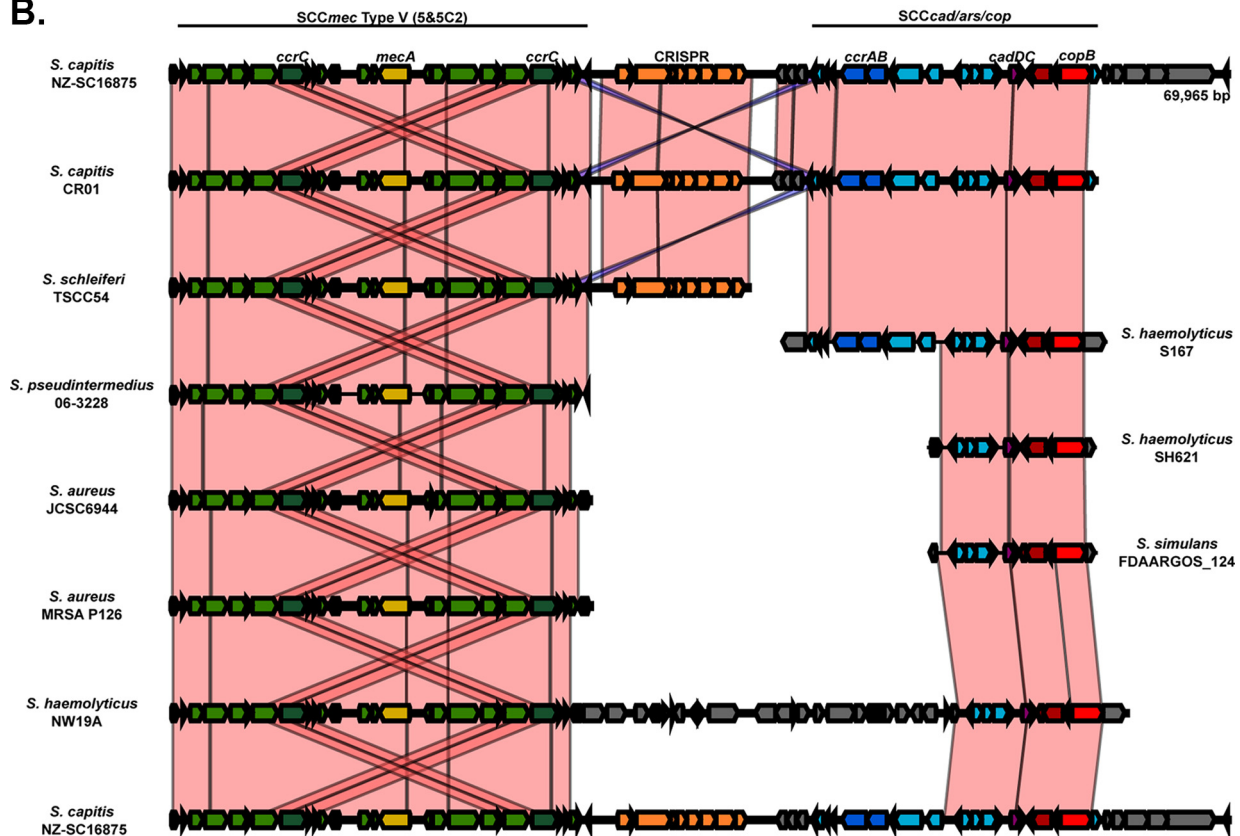 B.
SCCmec Type V (5&5C2)
SCCcad/ars/cop
ccrC
mecA
ccrC
CRISPR
ccrAB
cadDC
copB
S. capitis
NZ-SC16875
69,965 bp
S. capitis
CR01
S. schleiferi
TSCC54
S. haemolyticus
S167
S. pseudintermedius
06-3228
S. haemolyticus
SH621
S. aureus
JCSC6944
S. simulans
FDAARGOS_124
S. aureus
MRSA P126
S. haemolyticus
NW19A
S. capitis
NZ-SC16875